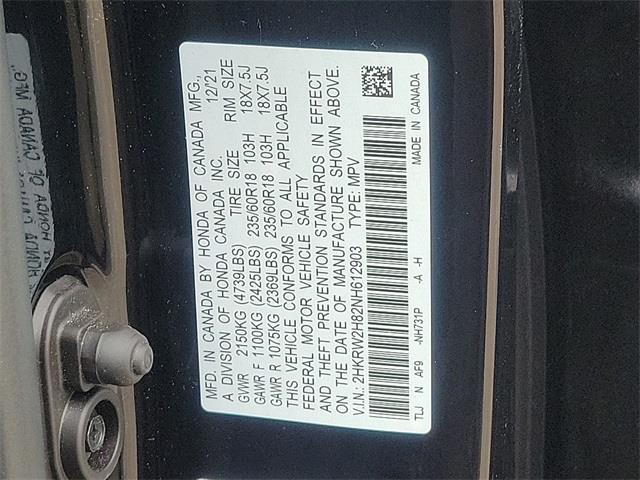 MFD. IN CANADA BY HONDA OF CANADA MFG., 12/21
A DIVISION OF HONDA CANADA INC.
TIRE SIZE RIM SIZE
GVWR 2150KG (4739LBS)
GAWR F 1100KG (2425LBS) 235/60R18 103H 18X7.5J
GAWR R 1075KG (2369LBS) 235/60R18 103H 18X7.5J
THIS VEHICLE CONFORMS TO ALL APPLICABLE
FEDERAL MOTOR VEHICLE SAFETY
AND THEFT PREVENTION STANDARDS IN EFFECT
ON THE DATE OF MANUFACTURE SHOWN ABOVE.
V.I.N.: 2HKRW2H82NH612903 TYPE: MPV
TLJ N AF9 -NH731P -A -H MADE IN CANADA